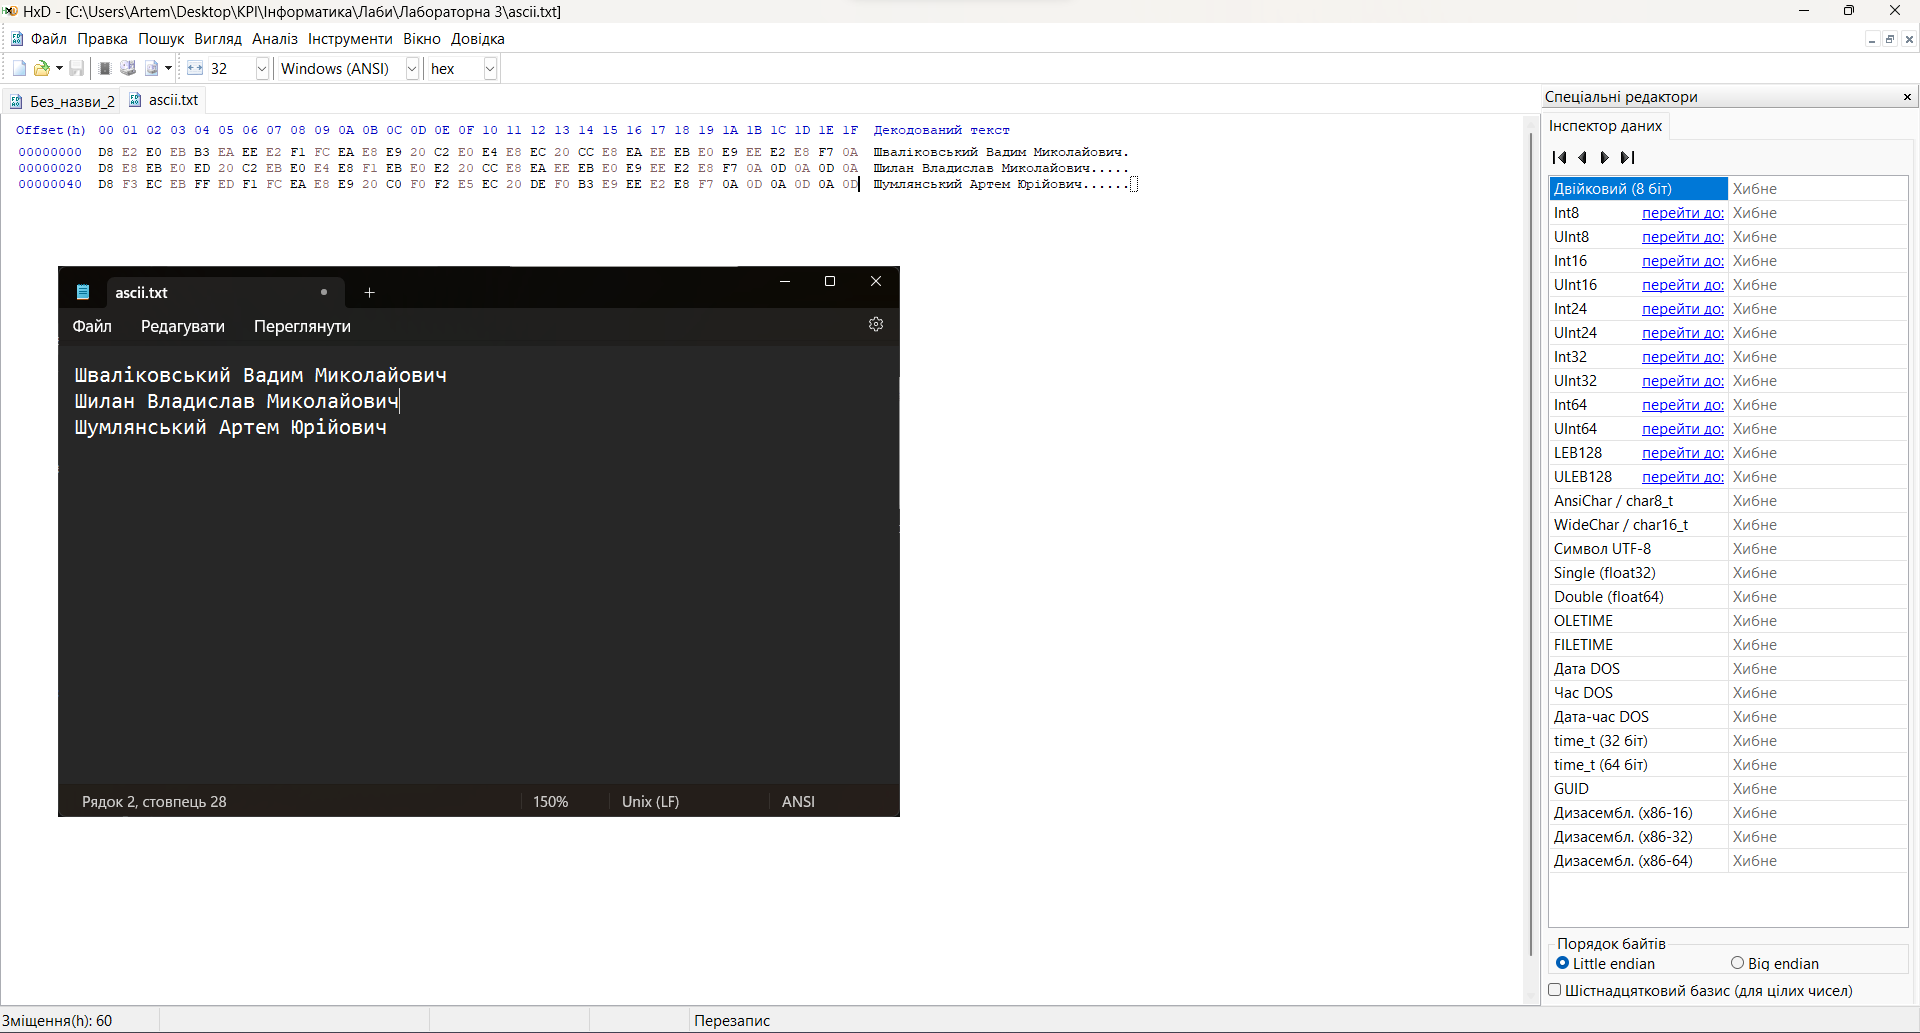 HxD - [C:\Users\Artem\Desktop\KPI\Інформатика\Лаби\Лабораторна 3\ascii.txt]
Файл Правка Пошук Вигляд Аналіз Інструменти Вікно Довідка
32 Windows (ANSI) hex
Без_назви_2 ascii.txt
Offset(h) 00 01 02 03 04 05 06 07 08 09 0A 0B 0C 0D 0E 0F 10 11 12 13 14 15 16 17 18 19 1A 1B 1C 1D 1E 1F Декодований текст
00000000 D8 E2 E0 EB B3 EA EE E2 F1 FC EA E8 E9 20 C2 E0 E4 E8 EC 20 CC E8 EA EE EB E0 E9 EE E2 E8 F7 0A Шваліковський Вадим Миколайович.
00000020 D8 E8 EB E0 ED 20 C2 EB E0 E4 E8 F1 EB E0 E2 20 CC E8 EA EE EB E0 E9 EE E2 E8 F7 0A 0D 0A 0D 0A Шилан Владислав Миколайович.....
00000040 D8 F3 EC EB FF ED F1 FC EA E8 E9 20 C0 F0 F2 E5 EC 20 DE F0 B3 E9 EE E2 E8 F7 0A 0D 0A 0D 0A 0D Шумлянський Артем Юрійович......
ascii.txt
Файл Редагувати Переглянути
Шваліковський Вадим Миколайович
Шилан Владислав Миколайович
Шумлянський Артем Юрійович
Рядок 2, стовпець 28 150% Unix (LF) ANSI
Спеціальні редактори
Інспектор даних
Двійковий (8 біт) Хибне
Int8 перейти до: Хибне
UInt8 перейти до: Хибне
Int16 перейти до: Хибне
UInt16 перейти до: Хибне
Int24 перейти до: Хибне
UInt24 перейти до: Хибне
Int32 перейти до: Хибне
UInt32 перейти до: Хибне
Int64 перейти до: Хибне
UInt64 перейти до: Хибне
LEB128 перейти до: Хибне
ULEB128 перейти до: Хибне
AnsiChar / char8_t Хибне
WideChar / char16_t Хибне
Символ UTF-8 Хибне
Single (float32) Хибне
Double (float64) Хибне
OLETIME Хибне
FILETIME Хибне
Дата DOS Хибне
Час DOS Хибне
Дата-час DOS Хибне
time_t (32 біт) Хибне
time_t (64 біт) Хибне
GUID Хибне
Дизасембл. (x86-16) Хибне
Дизасембл. (x86-32) Хибне
Дизасембл. (x86-64) Хибне
Порядок байтів
Little endian Big endian
Шістнадцятковий базис (для цілих чисел)
Зміщення(h): 60 Перезапис